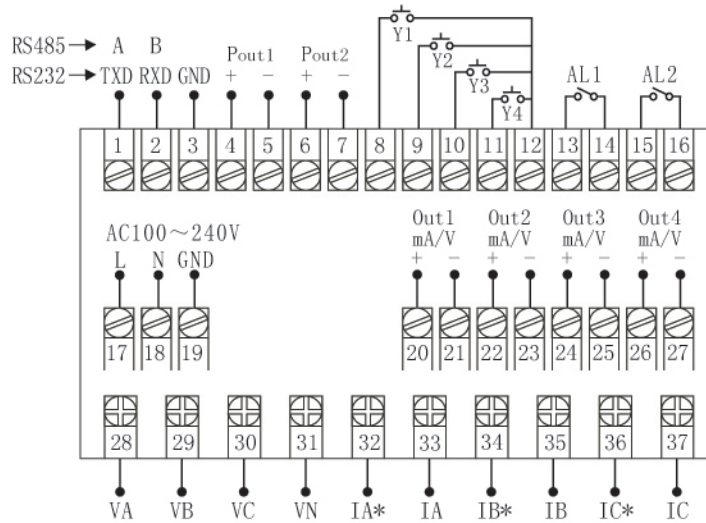 Y1
RS485→ A B Pout1 Pout2 Y2
RS232→TXD RXD GND + − + − Y3 AL1 AL2
Y4
1 2 3 4 5 6 7 8 9 10 11 12 13 14 15 16
AC100～240V Out1 Out2 Out3 Out4
mA/V mA/V mA/V mA/V
L N GND + − + − + − + −
17 18 19 20 21 22 23 24 25 26 27
28 29 30 31 32 33 34 35 36 37
VA VB VC VN IA* IA IB* IB IC* IC